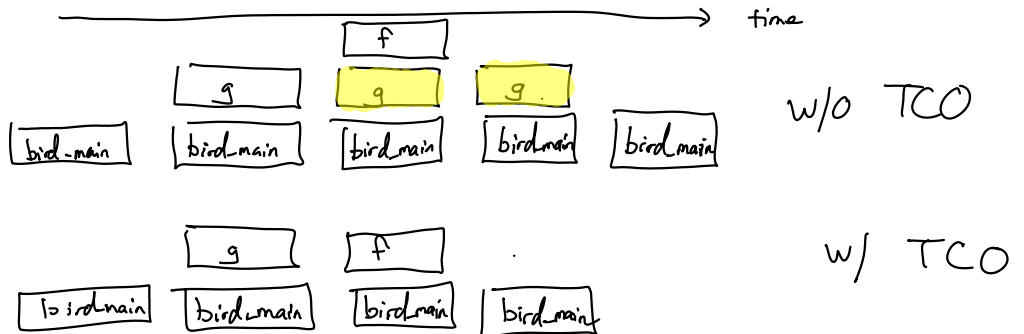 time
f
g g g
w/o TCO
bird_main bird_main bird_main bird_main bird_main
g f
w/ TCO
bird_main bird_main bird_main bird_main